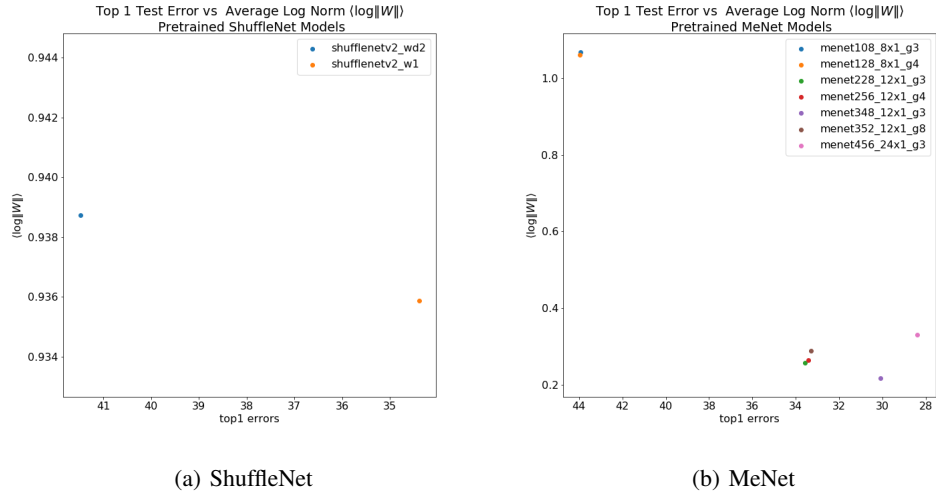 Top 1 Test Error vs Average Log Norm ⟨log‖W‖⟩
Pretrained ShuffleNet Models
shufflenetv2_wd2
shufflenetv2_w1
0.944
0.942
0.940
0.938
0.936
0.934
⟨log‖W‖⟩
41 40 39 38 37 36 35
top1 errors
(a) ShuffleNet
Top 1 Test Error vs Average Log Norm ⟨log‖W‖⟩
Pretrained MeNet Models
menet108_8x1_g3
menet128_8x1_g4
menet228_12x1_g3
menet256_12x1_g4
menet348_12x1_g3
menet352_12x1_g8
menet456_24x1_g3
1.0
0.8
0.6
0.4
0.2
⟨log‖W‖⟩
44 42 40 38 36 34 32 30 28
top1 errors
(b) MeNet